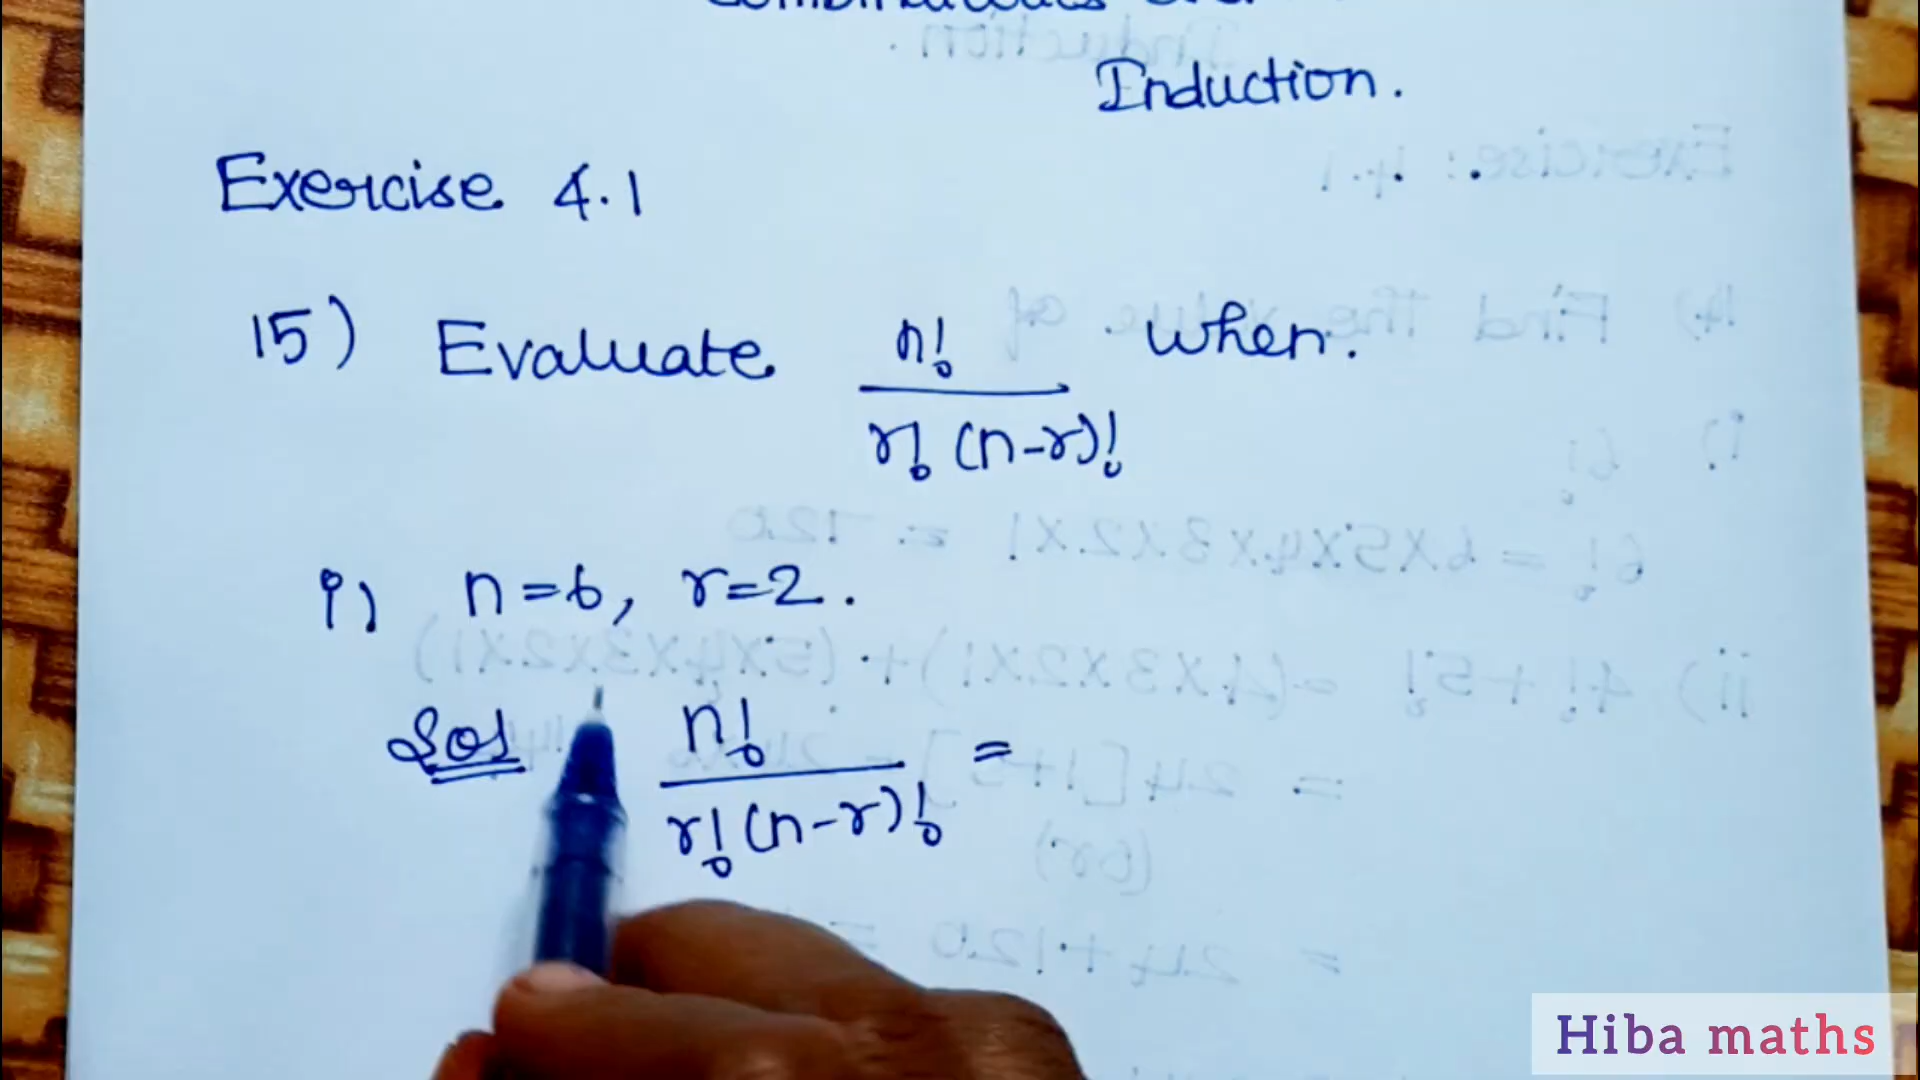 Induction.
Exercise 4.1
15) Evaluate n! / r! (n-r)! when.
i) n=6, r=2.
Sol n! / r! (n-r)! =
Hiba maths